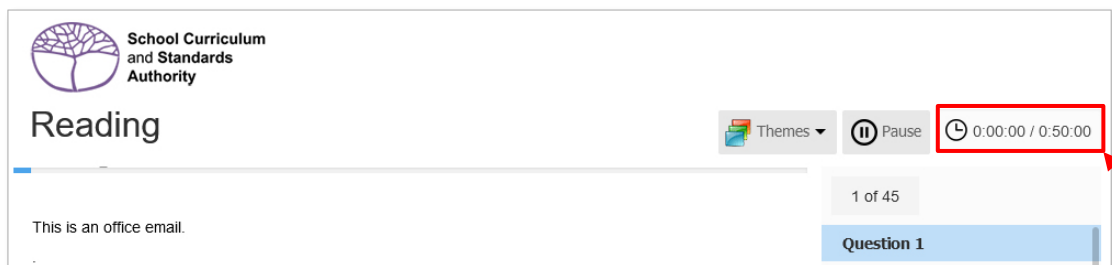 School Curriculum
and Standards
Authority
Reading
Themes
Pause
0:00:00 / 0:50:00
1 of 45
This is an office email.
Question 1